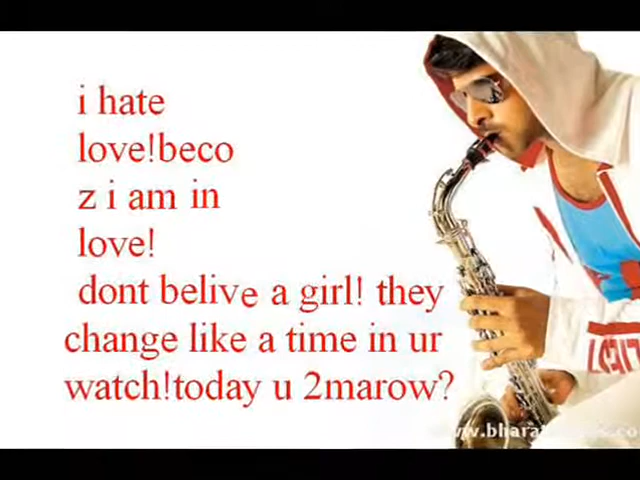 i hate
love!beco
z i am in
love!
dont belive a girl! they
change like a time in ur
watch!today u 2marow?